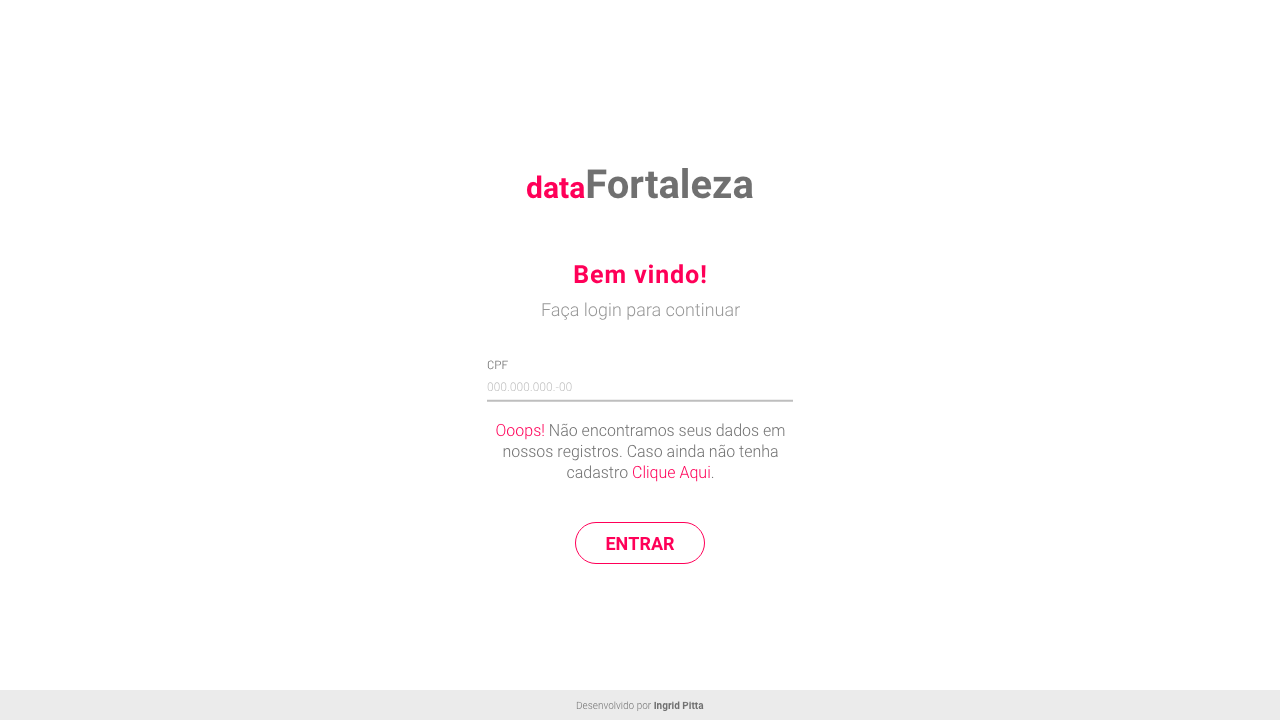 dataFortaleza
Bem vindo!
Faça login para continuar
CPF
000.000.000.-00
Ooops! Não encontramos seus dados em
nossos registros. Caso ainda não tenha
cadastro Clique Aqui.
ENTRAR
Desenvolvido por Ingrid Pitta